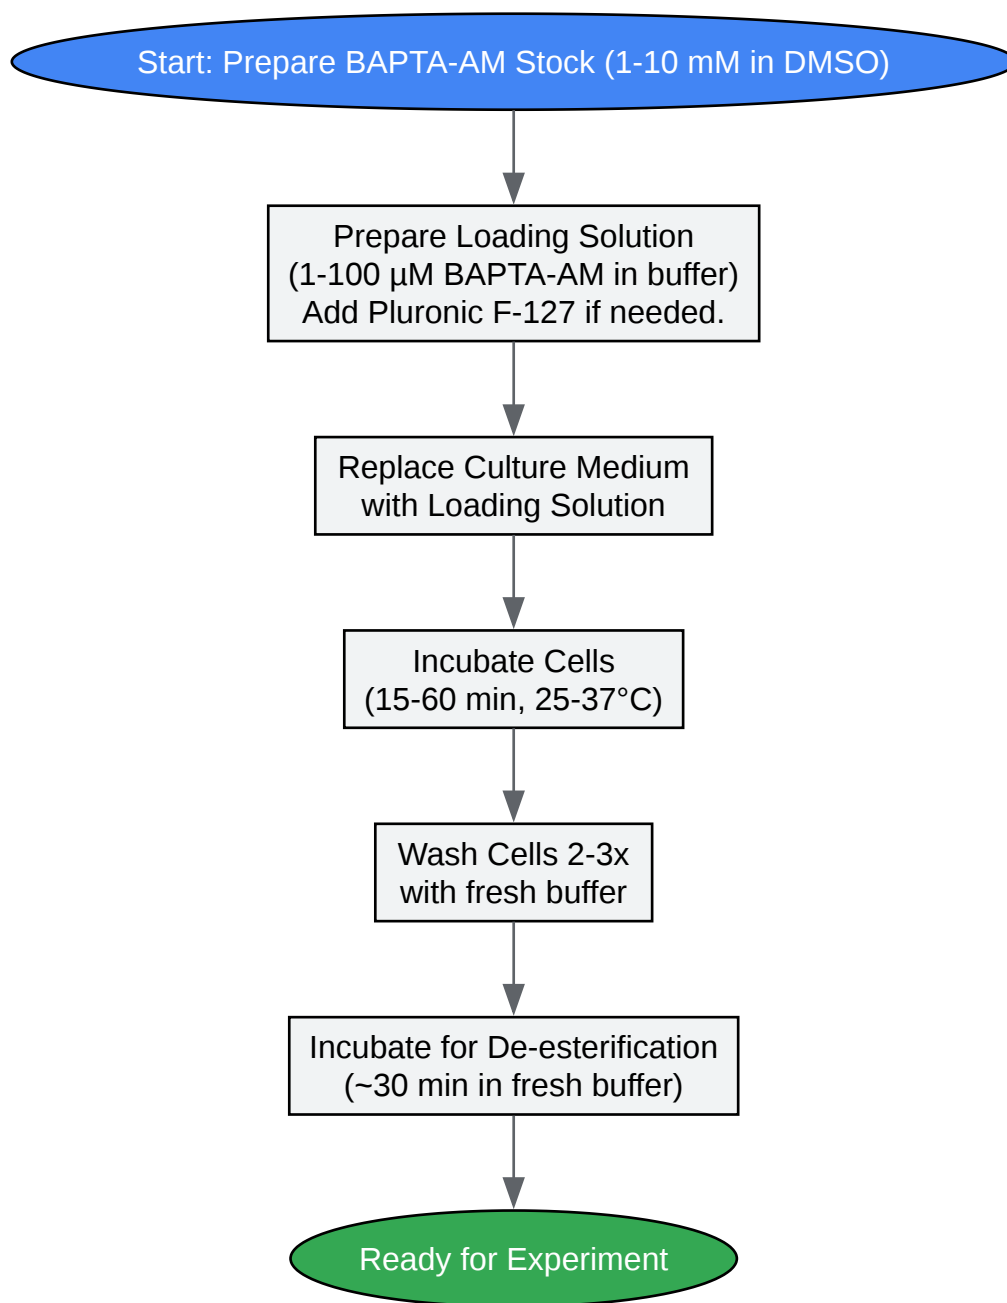 Start: Prepare BAPTA-AM Stock (1-10 mM in DMSO)
Prepare Loading Solution
(1-100 µM BAPTA-AM in buffer)
Add Pluronic F-127 if needed.
Replace Culture Medium
with Loading Solution
Incubate Cells
(15-60 min, 25-37°C)
Wash Cells 2-3x
with fresh buffer
Incubate for De-esterification
(~30 min in fresh buffer)
Ready for Experiment